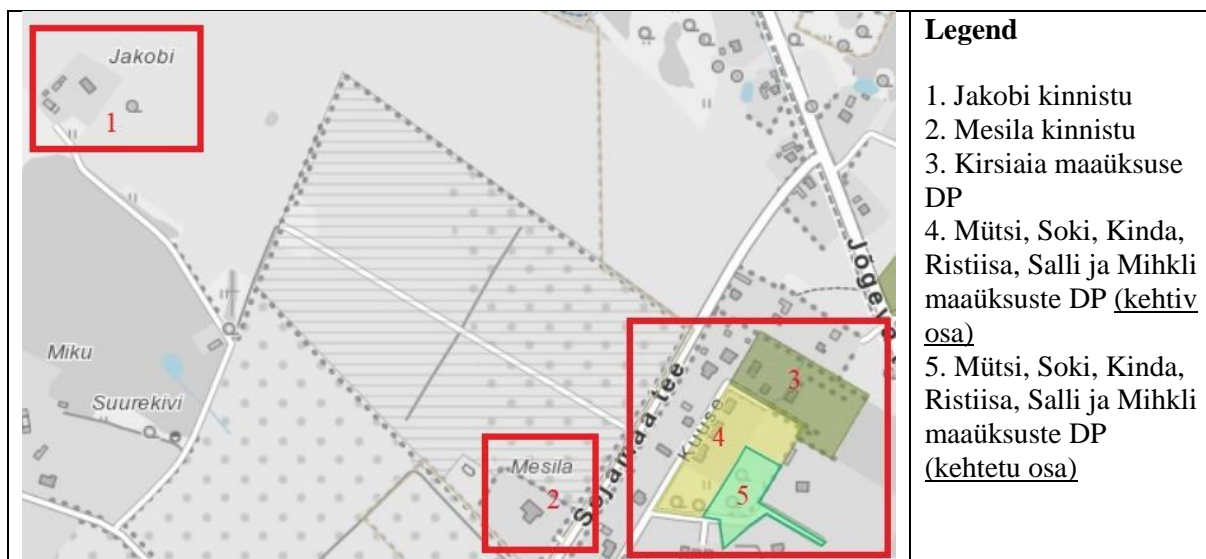 Jakobi
1
Miku
Suurekivi
Mesila
2
Sojamaa tee
Jõgeve
Kuuse
3
4
5
Legend
1. Jakobi kinnistu
2. Mesila kinnistu
3. Kirsiaia maaüksuse
DP
4. Mütsi, Soki, Kinda,
Ristiisa, Salli ja Mihkli
maaüksuste DP (kehtiv
osa)
5. Mütsi, Soki, Kinda,
Ristiisa, Salli ja Mihkli
maaüksuste DP
(kehtetu osa)